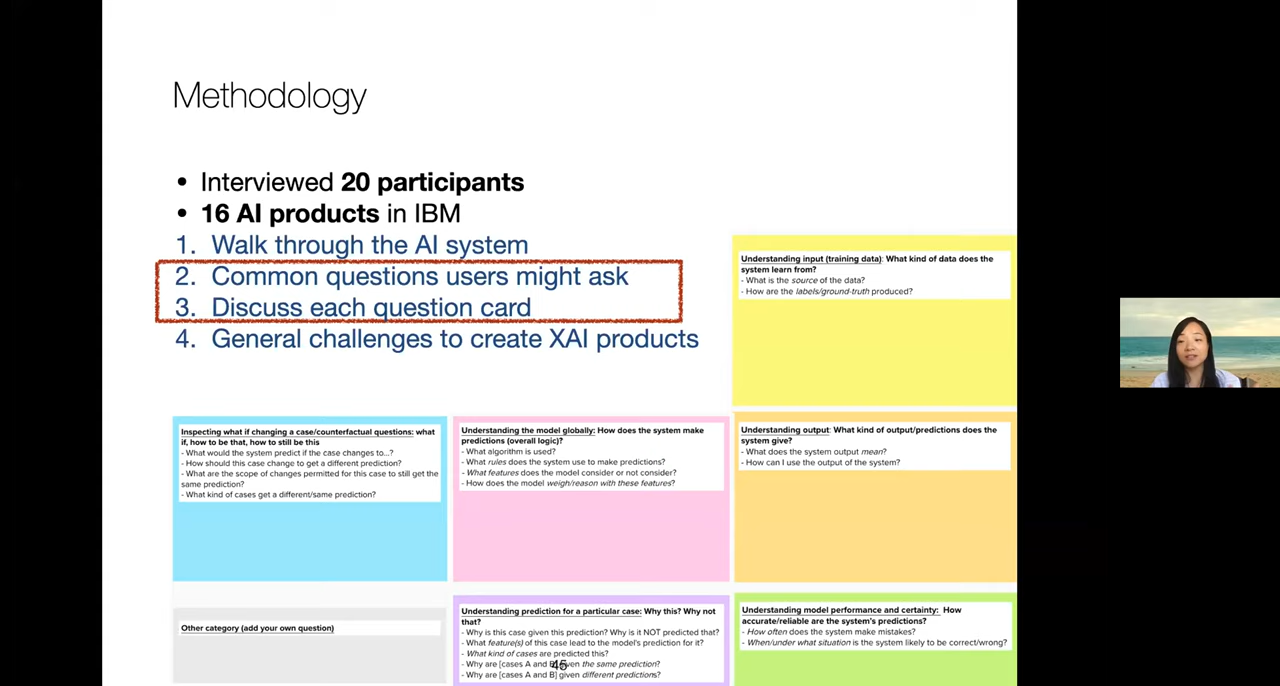 Methodology
• Interviewed 20 participants
• 16 AI products in IBM
1. Walk through the AI system
2. Common questions users might ask
3. Discuss each question card
4. General challenges to create XAI products
Understanding input (training data): What kind of data does the
system learn from?
- What is the source of the data?
- How are the labels/ground-truth produced?
Inspecting what if changing a case/counterfactual questions: what
if, how to be that, how to still be this
- What would the system predict if the case changes to...?
- How should this case change to get a different prediction?
- What are the scope of changes permitted for this case to still get the
same prediction?
- What kind of cases get a different/same prediction?
Understanding the model globally: How does the system make
predictions (overall logic)?
- What algorithm is used?
- What rules does the system use to make predictions?
- What features does the model consider or not consider?
- How does the model weigh/reason with these features?
Understanding output: What kind of output/predictions does the
system give?
- What does the system output mean?
- How can I use the output of the system?
Other category (add your own question)
Understanding prediction for a particular case: Why this? Why not
that?
- Why is this case given this prediction? Why is it NOT predicted that?
- What feature(s) of this case lead to the model's prediction for it?
- What kind of cases are predicted this?
- Why are [cases A and B] given the same prediction?
- Why are [cases A and B] given different predictions?
45
Understanding model performance and certainty: How
accurate/reliable are the system's predictions?
- How often does the system make mistakes?
- When/under what situation is the system likely to be correct/wrong?